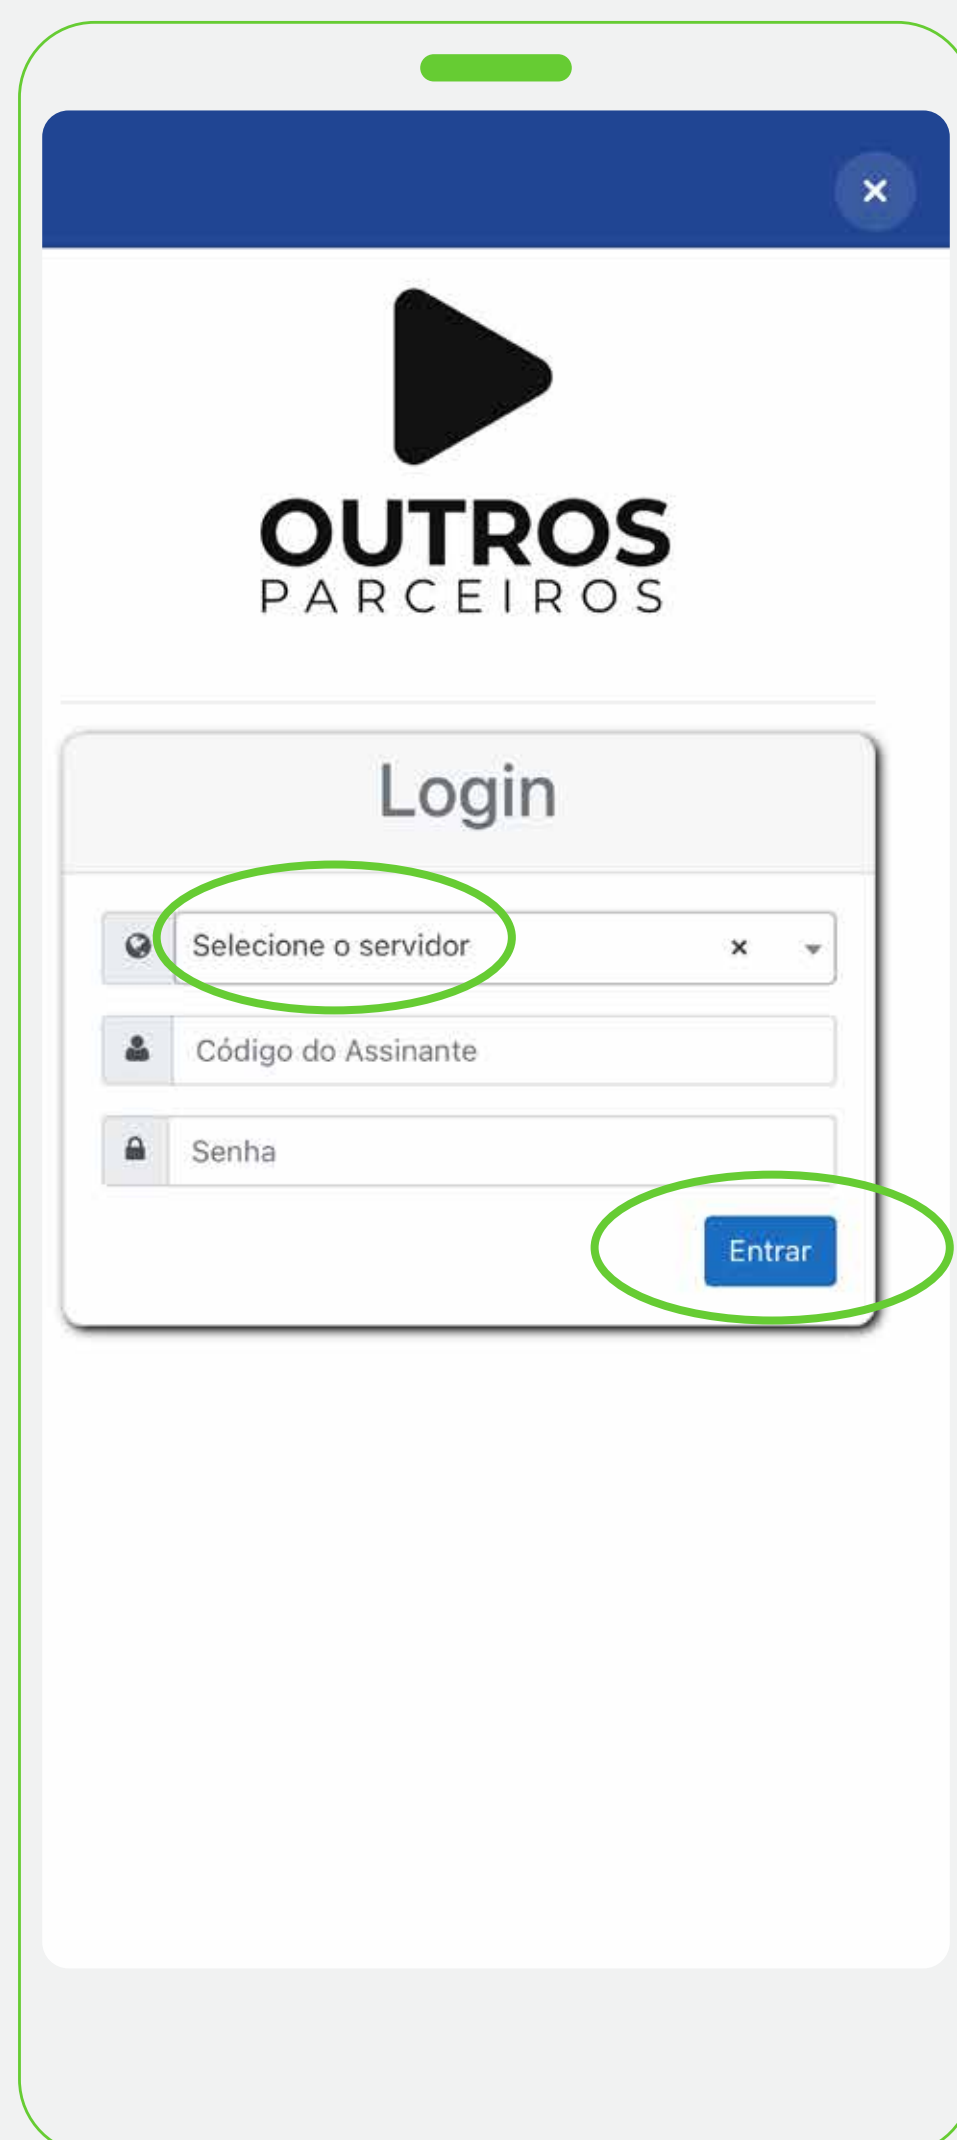 OUTROS
PARCEIROS
Login
Selecione o servidor
Código do Assinante
Senha
Entrar